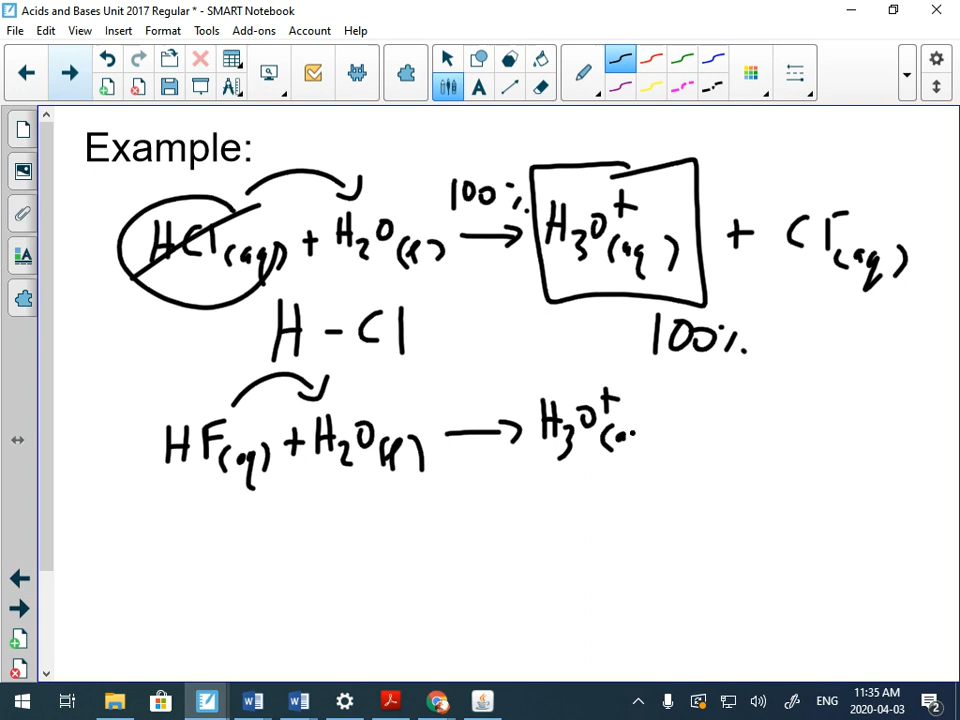 Acids and Bases Unit 2017 Regular * - SMART Notebook
File Edit View Insert Format Tools Add-ons Account Help
Example:
100%
HCl(aq) + H₂O(l) → H₃O⁺(aq) + Cl⁻(aq)
H - Cl
100%
HF(aq) + H₂O(l) → H₃O⁺(a
ENG
11:35 AM
2020-04-03
2